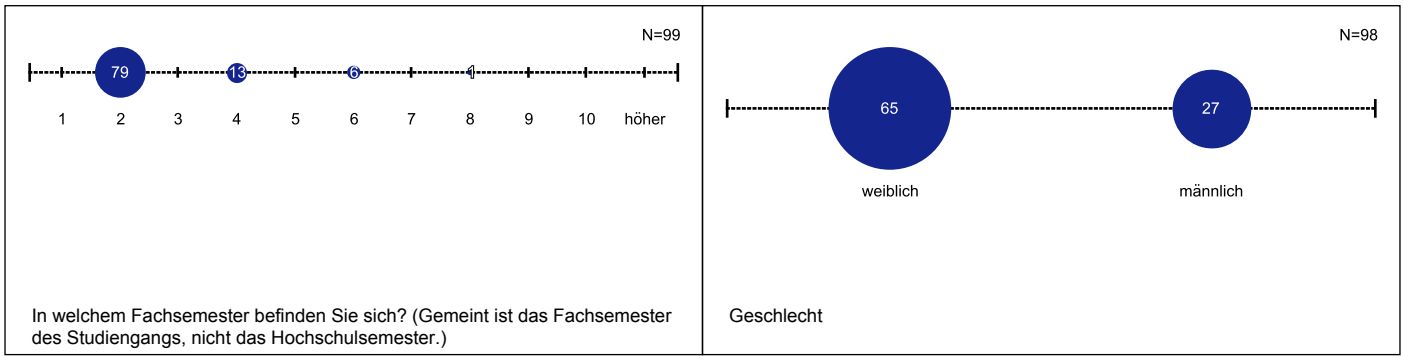 N=99
79 13 6 1
1 2 3 4 5 6 7 8 9 10 höher
In welchem Fachsemester befinden Sie sich? (Gemeint ist das Fachsemester
des Studiengangs, nicht das Hochschulsemester.)
N=98
65 27
weiblich männlich
Geschlecht